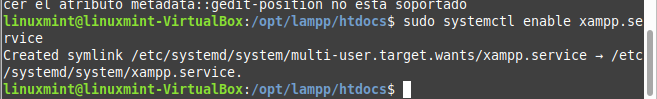 cer el atributo metadata::gedit-position no está soportado
linuxmint@linuxmint-VirtualBox:/opt/lampp/htdocs$ sudo systemctl enable xampp.se
rvice
Created symlink /etc/systemd/system/multi-user.target.wants/xampp.service → /etc
/systemd/system/xampp.service.
linuxmint@linuxmint-VirtualBox:/opt/lampp/htdocs$